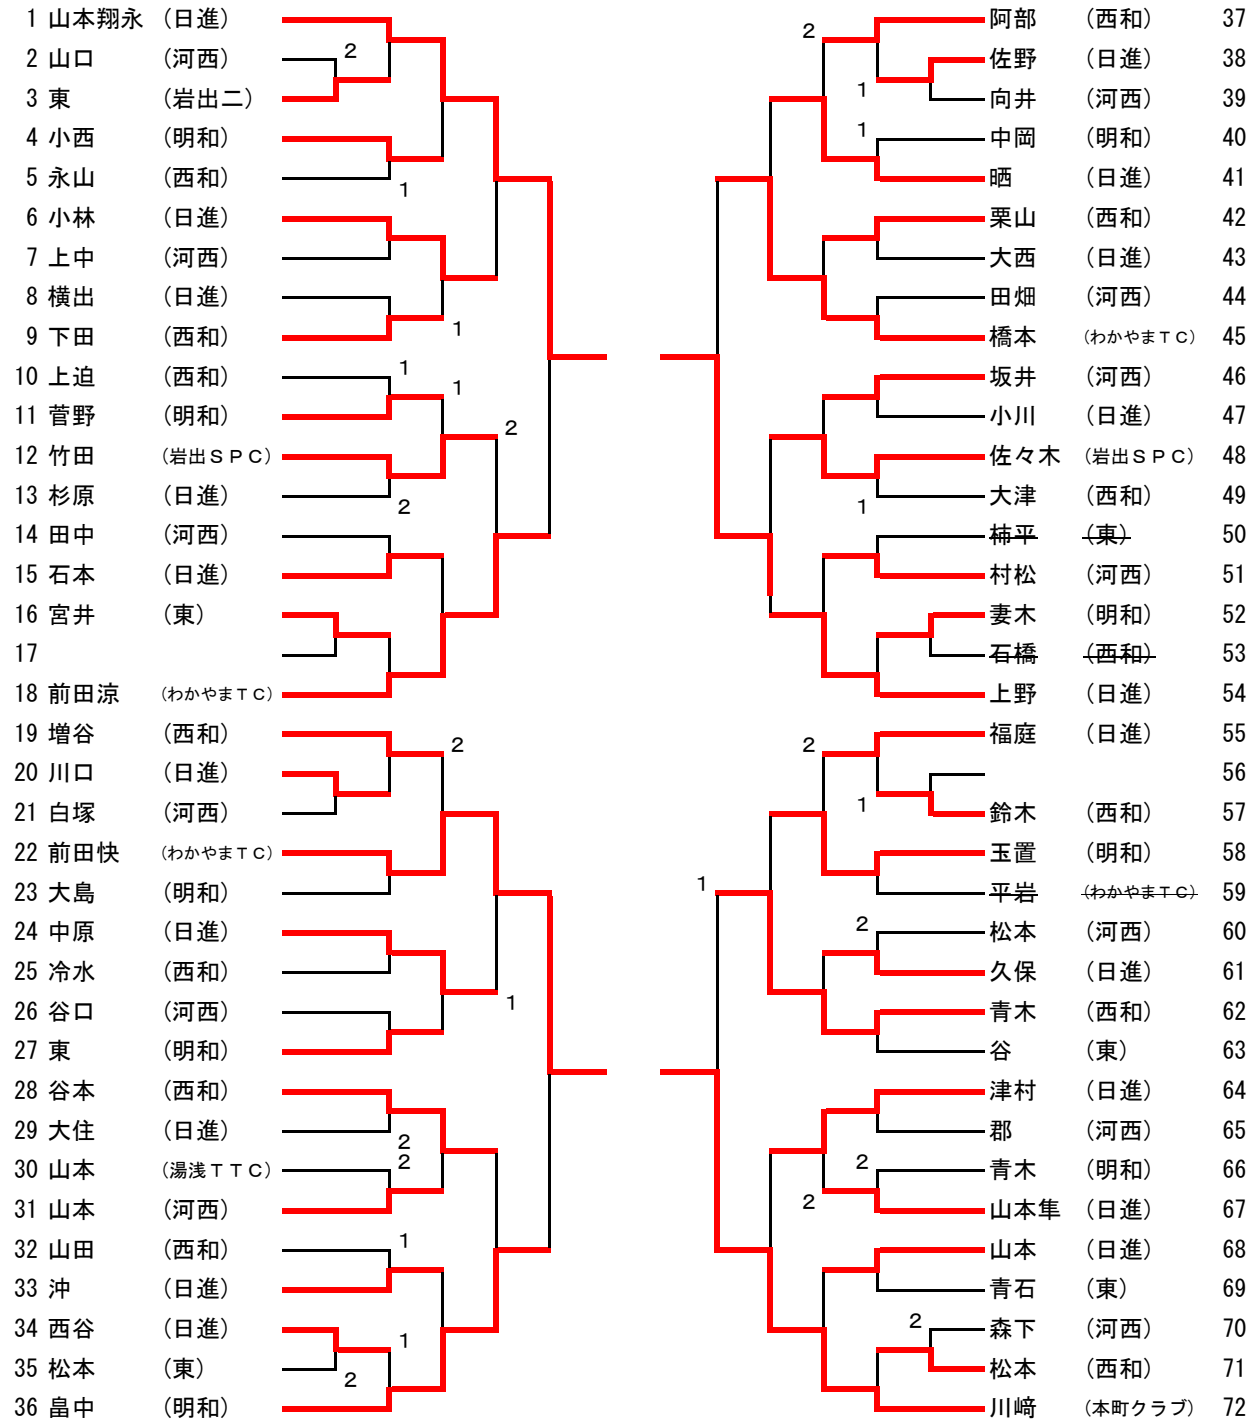 1 山本翔永 (日進)
2 山口 (河西)
3 東 (岩出二)
4 小西 (明和)
5 永山 (西和)
6 小林 (日進)
7 上中 (河西)
8 横出 (日進)
9 下田 (西和)
10 上迫 (西和)
11 菅野 (明和)
12 竹田 (岩出ＳＰＣ)
13 杉原 (日進)
14 田中 (河西)
15 石本 (日進)
16 宮井 (東)
17
18 前田涼 (わかやまＴＣ)
19 増谷 (西和)
20 川口 (日進)
21 白塚 (河西)
22 前田快 (わかやまＴＣ)
23 大島 (明和)
24 中原 (日進)
25 冷水 (西和)
26 谷口 (河西)
27 東 (明和)
28 谷本 (西和)
29 大住 (日進)
30 山本 (湯浅ＴＴＣ)
31 山本 (河西)
32 山田 (西和)
33 沖 (日進)
34 西谷 (日進)
35 松本 (東)
36 畠中 (明和)
2
1
1
1
1
2
2
2
1
2
2
1
1
2
阿部 (西和) 37
佐野 (日進) 38
向井 (河西) 39
中岡 (明和) 40
晒 (日進) 41
栗山 (西和) 42
大西 (日進) 43
田畑 (河西) 44
橋本 (わかやまＴＣ) 45
坂井 (河西) 46
小川 (日進) 47
佐々木 (岩出ＳＰＣ) 48
大津 (西和) 49
柿平 (東) 50
村松 (河西) 51
妻木 (明和) 52
石橋 (西和) 53
上野 (日進) 54
福庭 (日進) 55
56
鈴木 (西和) 57
玉置 (明和) 58
平岩 (わかやまＴＣ) 59
松本 (河西) 60
久保 (日進) 61
青木 (西和) 62
谷 (東) 63
津村 (日進) 64
郡 (河西) 65
青木 (明和) 66
山本隼 (日進) 67
山本 (日進) 68
青石 (東) 69
森下 (河西) 70
松本 (西和) 71
川﨑 (本町クラブ) 72
2
1
1
1
2
1
1
2
2
2
2